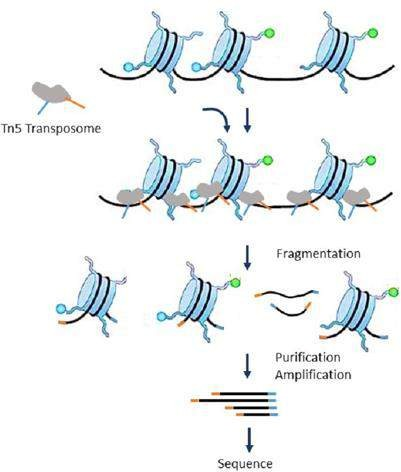 Tn5 Transposome
Fragmentation
Purification
Amplification
Sequence